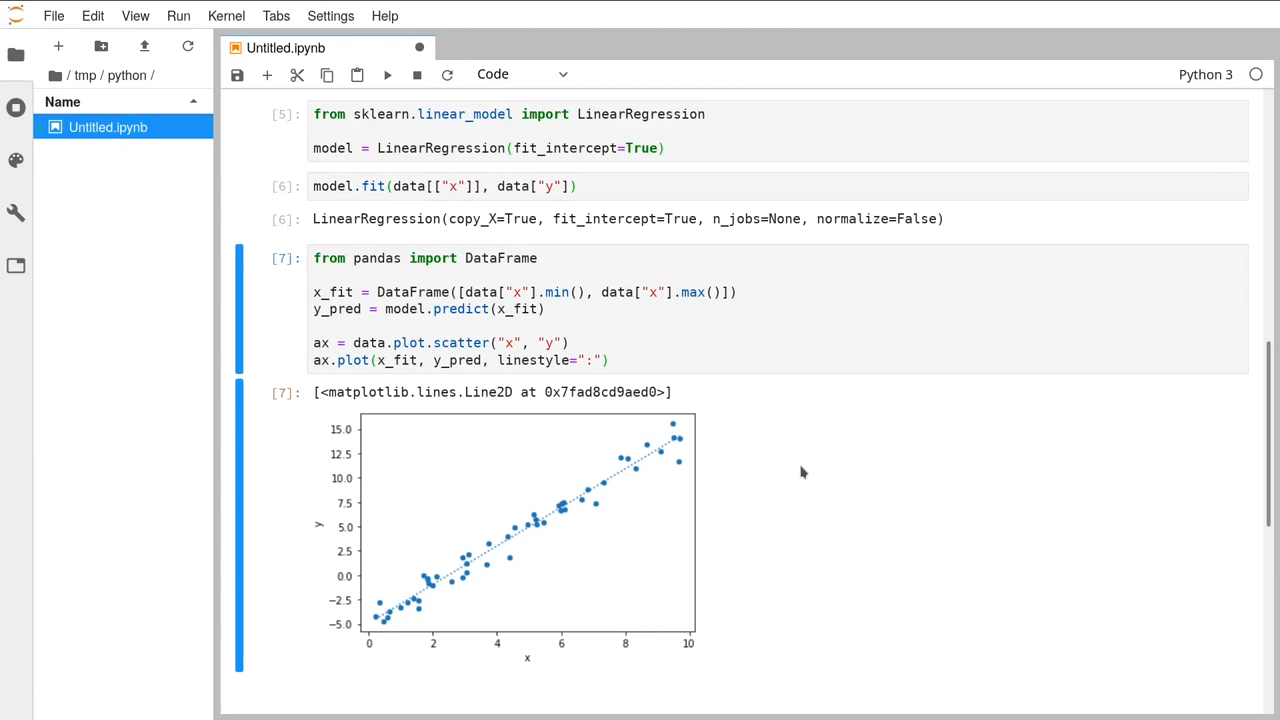 File Edit View Run Kernel Tabs Settings Help
Untitled.ipynb
Code
Python 3
/ tmp / python /
Name
Untitled.ipynb
[5]: from sklearn.linear_model import LinearRegression
model = LinearRegression(fit_intercept=True)
[6]: model.fit(data[["x"]], data["y"])
[6]: LinearRegression(copy_X=True, fit_intercept=True, n_jobs=None, normalize=False)
[7]: from pandas import DataFrame
x_fit = DataFrame([data["x"].min(), data["x"].max()])
y_pred = model.predict(x_fit)
ax = data.plot.scatter("x", "y")
ax.plot(x_fit, y_pred, linestyle=":")
[7]: [<matplotlib.lines.Line2D at 0x7fad8cd9aed0>]
15.0
12.5
10.0
7.5
5.0
2.5
0.0
−2.5
−5.0
y
0 2 4 6 8 10
x